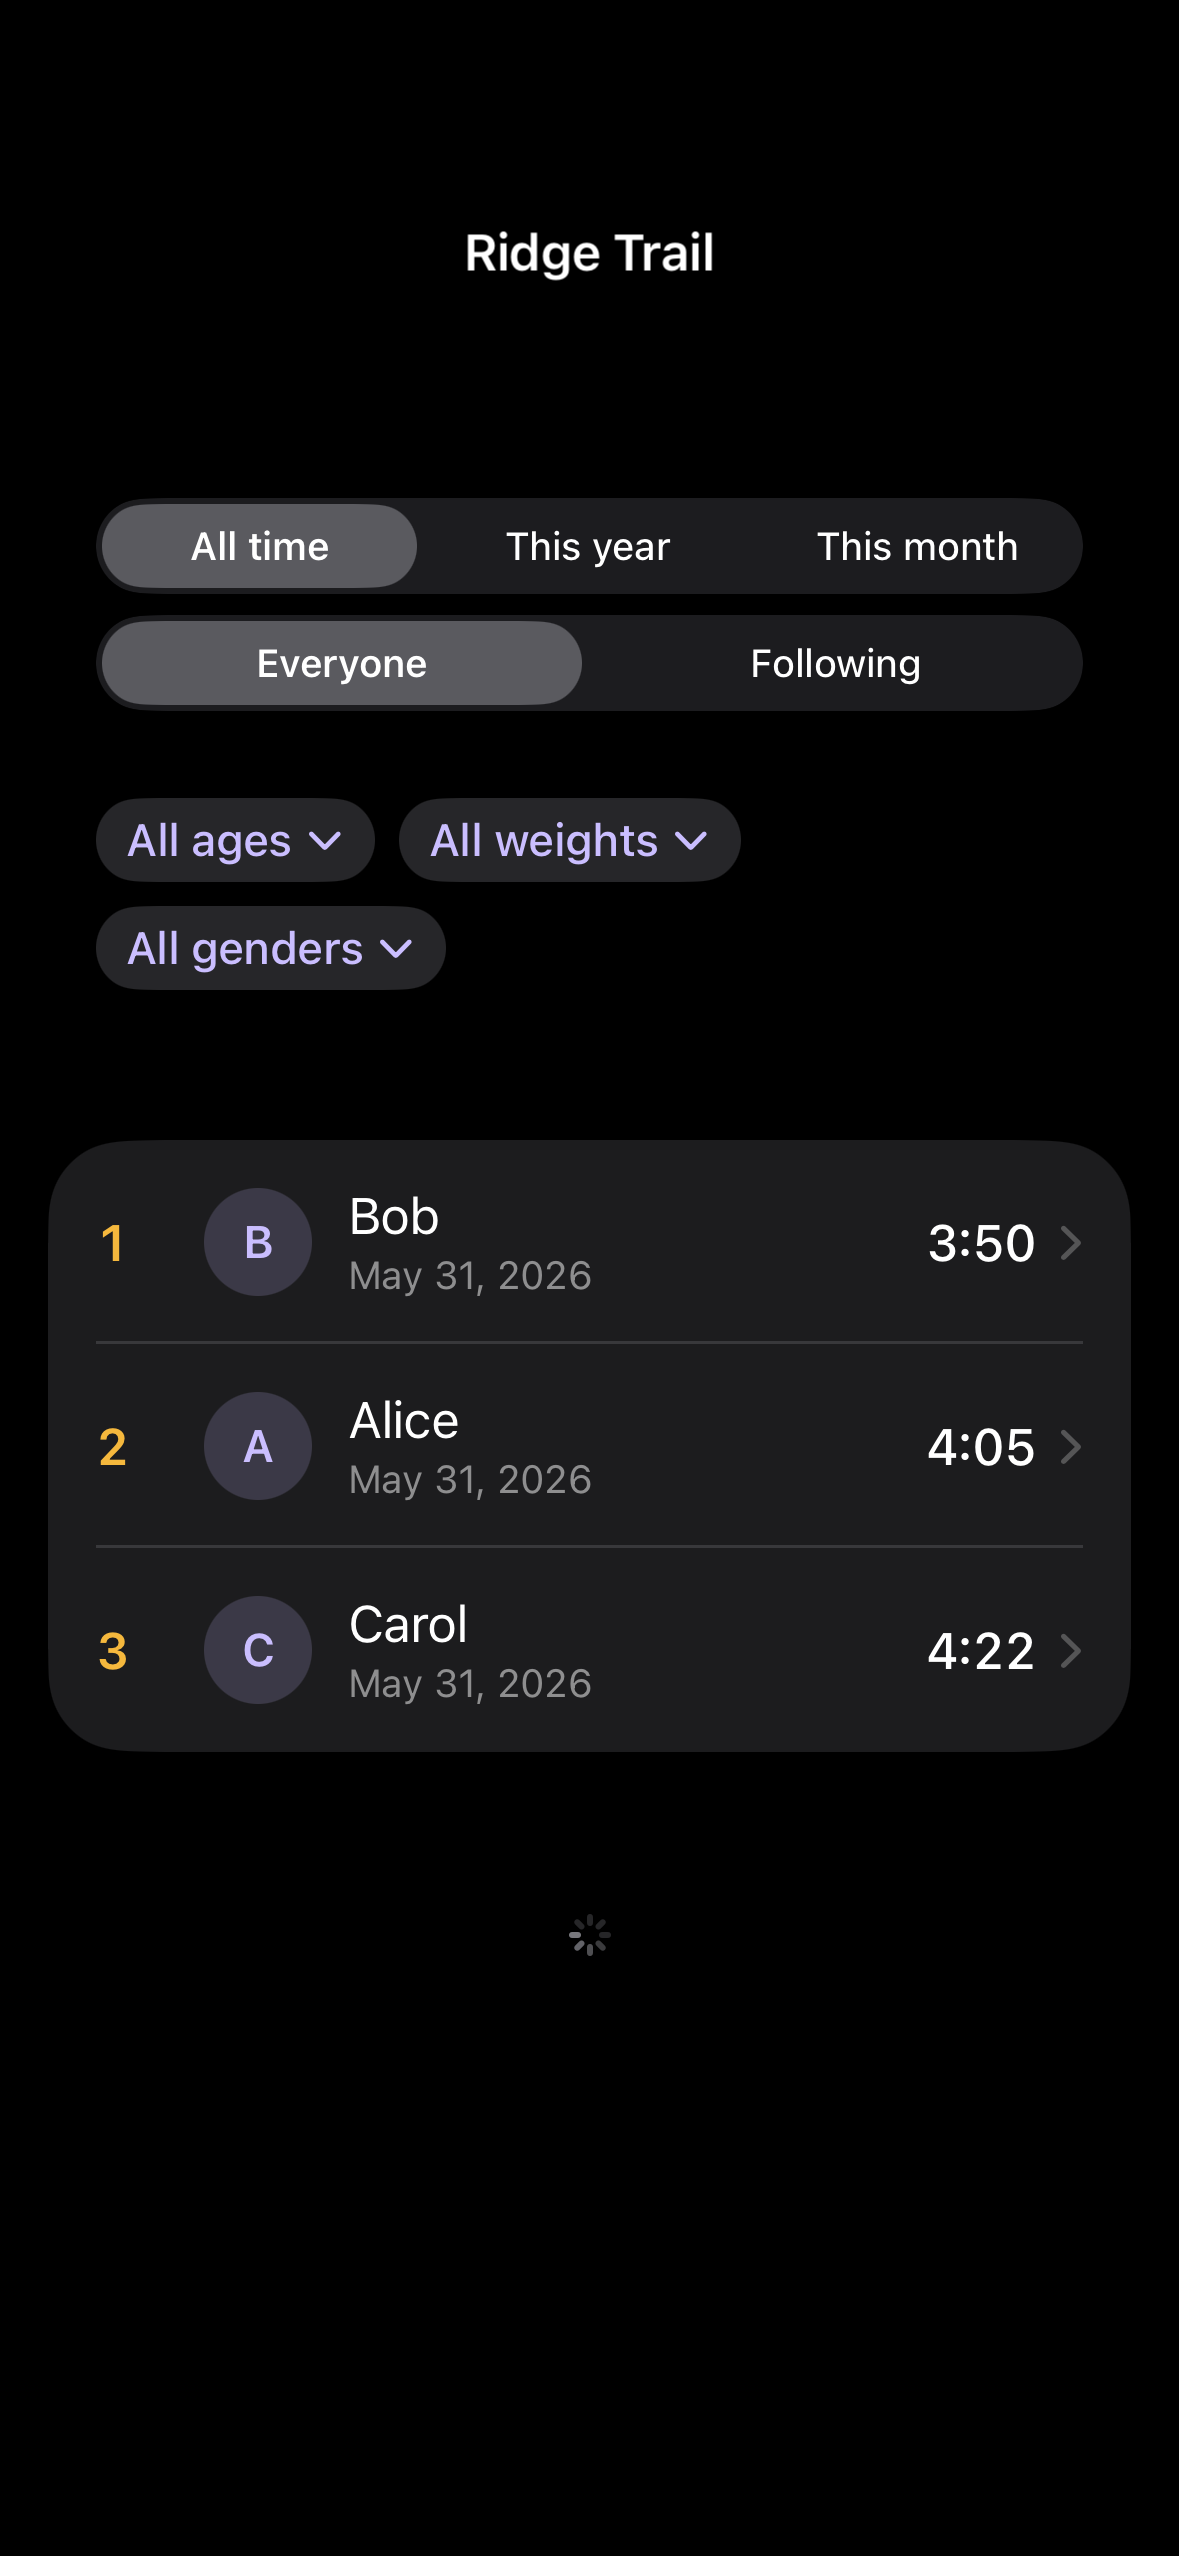 Ridge Trail
All time This year This month
Everyone Following
All ages All weights
All genders
1 B Bob 3:50
May 31, 2026
2 A Alice 4:05
May 31, 2026
3 C Carol 4:22
May 31, 2026